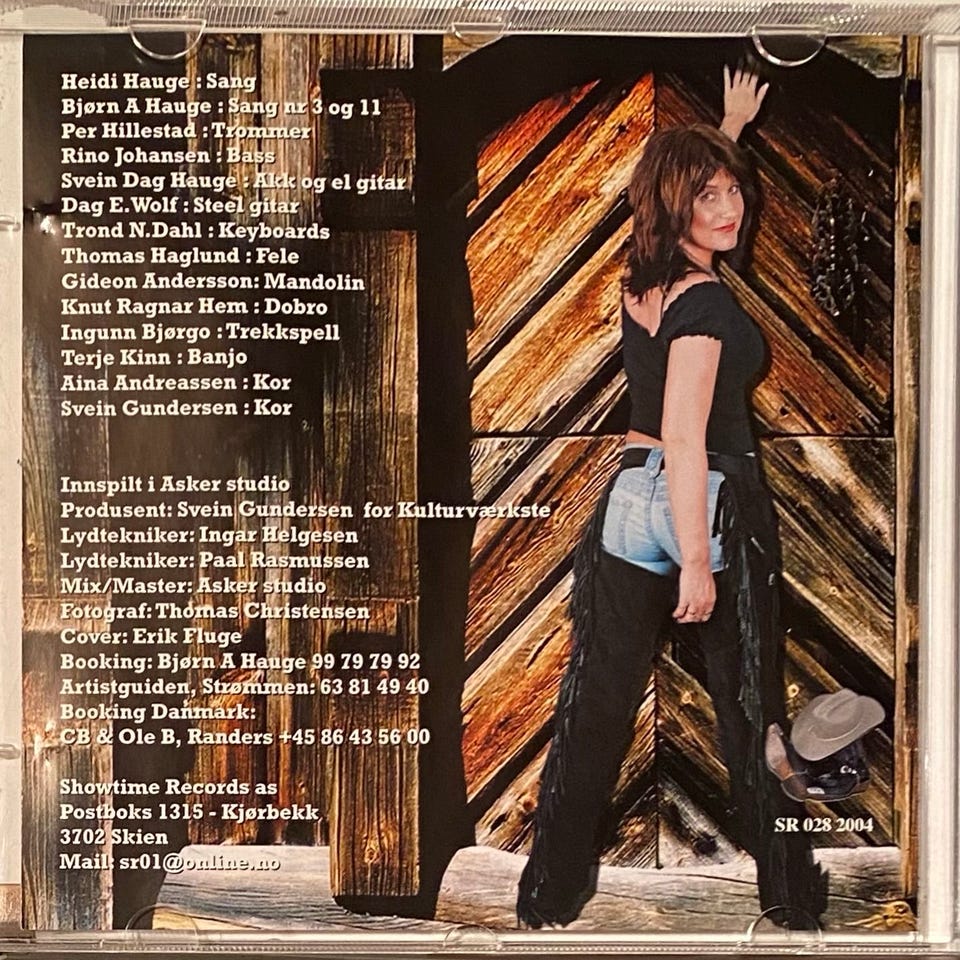 Heidi Hauge : Sang
Bjørn A Hauge : Sang nr 3 og 11
Per Hillestad : Trommer
Rino Johansen : Bass
Svein Dag Hauge : Akk og el gitar
Dag E.Wolf : Steel gitar
Trond N.Dahl : Keyboards
Thomas Haglund : Fele
Gideon Andersson: Mandolin
Knut Ragnar Hem : Dobro
Ingunn Bjørgo : Trekkspell
Terje Kinn : Banjo
Aina Andreassen : Kor
Svein Gundersen : Kor
Innspilt i Asker studio
Produsent: Svein Gundersen for Kulturværkste
Lydtekniker: Ingar Helgesen
Lydtekniker: Paal Rasmussen
Mix/Master: Asker studio
Fotograf: Thomas Christensen
Cover: Erik Fluge
Booking: Bjørn A Hauge 99 79 79 92
Artistguiden, Strømmen: 63 81 49 40
Booking Danmark:
CB & Ole B, Randers +45 86 43 56 00
Showtime Records as
Postboks 1315 - Kjørbekk
3702 Skien
Mail: sr01@online.no
SR 028 2004